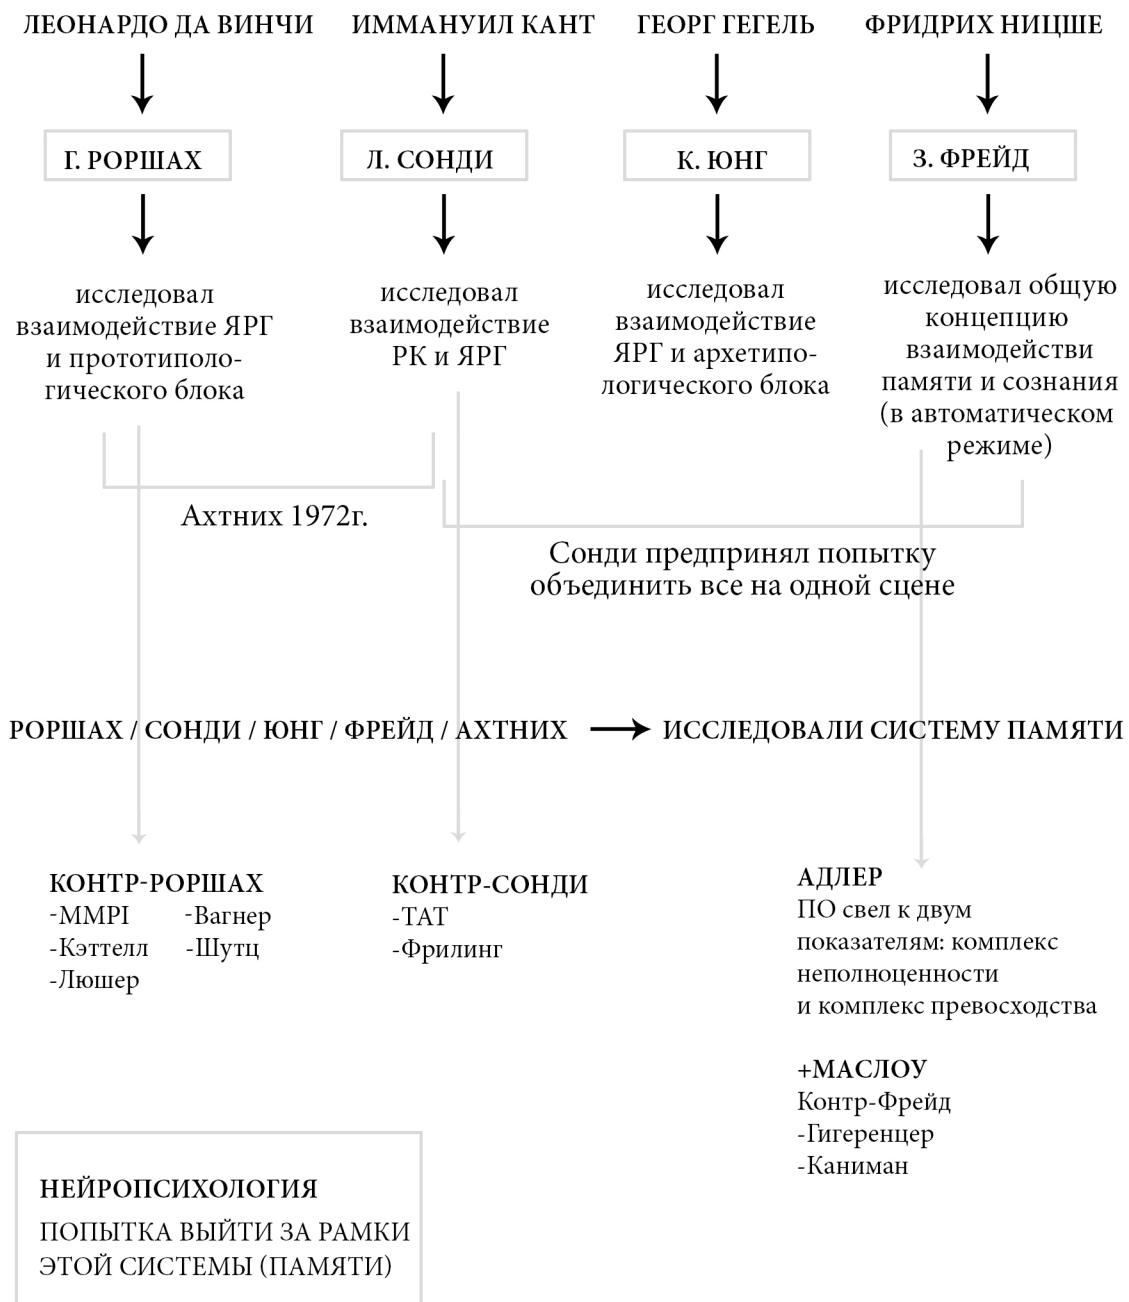 ЛЕОНАРДО ДА ВИНЧИ
ИММАНУИЛ КАНТ
ГЕОРГ ГЕГЕЛЬ
ФРИДРИХ НИЦШЕ
Г. РОРШАХ
Л. СОНДИ
К. ЮНГ
З. ФРЕЙД
исследовал
взаимодействие ЯРГ
и прототиполо-
гического блока
исследовал
взаимодействие
РК и ЯРГ
исследовал
взаимодействие
ЯРГ и архетипо-
логического блока
исследовал общую
концепцию
взаимодействи
памяти и сознания
(в автоматическом
режиме)
Ахтних 1972г.
Сонди предпринял попытку
объединить все на одной сцене
РОРШАХ / СОНДИ / ЮНГ / ФРЕЙД / АХТНИХ
ИССЛЕДОВАЛИ СИСТЕМУ ПАМЯТИ
КОНТР-РОРШАХ
-MMPI -Вагнер
-Кэттелл -Шутц
-Люшер
КОНТР-СОНДИ
-ТАТ
-Фрилинг
АДЛЕР
ПО свел к двум
показателям: комплекс
неполноценности
и комплекс превосходства
+МАСЛОУ
Контр-Фрейд
-Гигеренцер
-Каниман
НЕЙРОПСИХОЛОГИЯ
ПОПЫТКА ВЫЙТИ ЗА РАМКИ
ЭТОЙ СИСТЕМЫ (ПАМЯТИ)